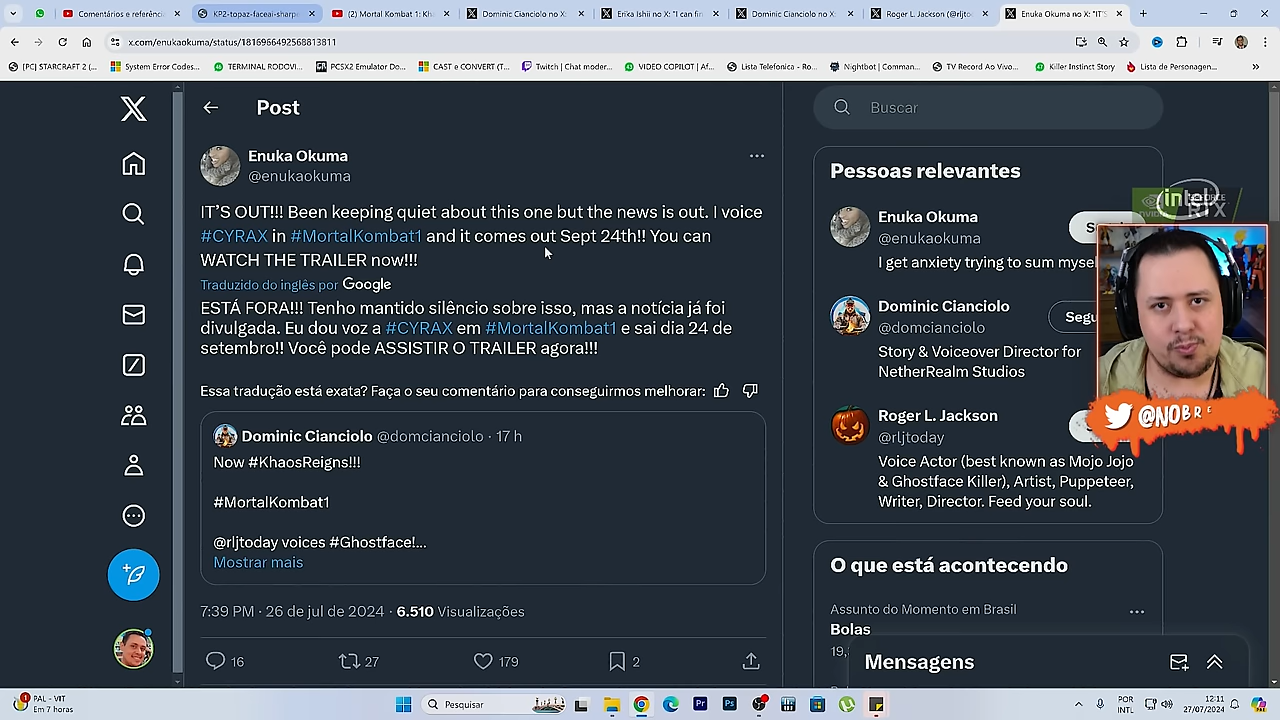 Comentários e referência
KP2-topaz-faceai-sharp
(2) Mortal Kombat 1: Kh
Dominic Cianciolo no X:
Erika Ishii no X: "I can fin
Dominic Cianciolo no X:
Roger L. Jackson (@rljto
Enuka Okuma no X: "IT'S
x.com/enukaokuma/status/1816966492568813811
[PC] STARCRAFT 2 (...
System Error Codes...
TERMINAL RODOVI...
PCSX2 Emulator Do...
CAST e CONVERT (T...
Twitch | Chat moder...
VIDEO COPILOT | Af...
Lista Telefonica - Ro...
Nightbot | Comman...
TV Record Ao Vivo...
Killer Instinct Story
Lista de Personagen...
Post
Enuka Okuma
@enukaokuma
IT'S OUT!!! Been keeping quiet about this one but the news is out. I voice
#CYRAX in #MortalKombat1 and it comes out Sept 24th!! You can
WATCH THE TRAILER now!!!
Traduzido do inglês por Google
ESTÁ FORA!!! Tenho mantido silêncio sobre isso, mas a notícia já foi
divulgada. Eu dou voz a #CYRAX em #MortalKombat1 e sai dia 24 de
setembro!! Você pode ASSISTIR O TRAILER agora!!!
Essa tradução está exata? Faça o seu comentário para conseguirmos melhorar:
Dominic Cianciolo @domcianciolo · 17 h
Now #KhaosReigns!!!
#MortalKombat1
@rljtoday voices #Ghostface!...
Mostrar mais
7:39 PM · 26 de jul de 2024 · 6.510 Visualizações
16
27
179
2
Buscar
Pessoas relevantes
Enuka Okuma
@enukaokuma
I get anxiety trying to sum myse
Dominic Cianciolo
@domcianciolo
Segu
Story & Voiceover Director for
NetherRealm Studios
Roger L. Jackson
@rljtoday
Voice Actor (best known as Mojo Jojo
& Ghostface Killer), Artist, Puppeteer,
Writer, Director. Feed your soul.
O que está acontecendo
Assunto do Momento em Brasil
Bolas
Mensagens
RTX
@NOBRE
PAL - VIT
Em 7 horas
Pesquisar
POR
INTL
12:11
27/07/2024